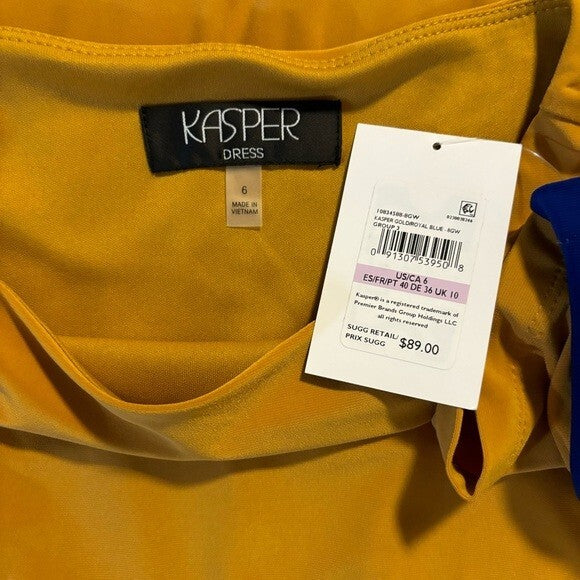 KASPER
DRESS
6
MADE IN
VIETNAM
10834588-8GW
KASPER GOLD/ROYAL BLUE - 8GW
GROUP 3
0 91307 53950 8
US/CA 6
ES/FR/PT 40 DE 36 UK 10
Kasper® is a registered trademark of
Premier Brands Group Holdings LLC
all rights reserved
SUGG RETAIL/
PRIX SUGG $89.00